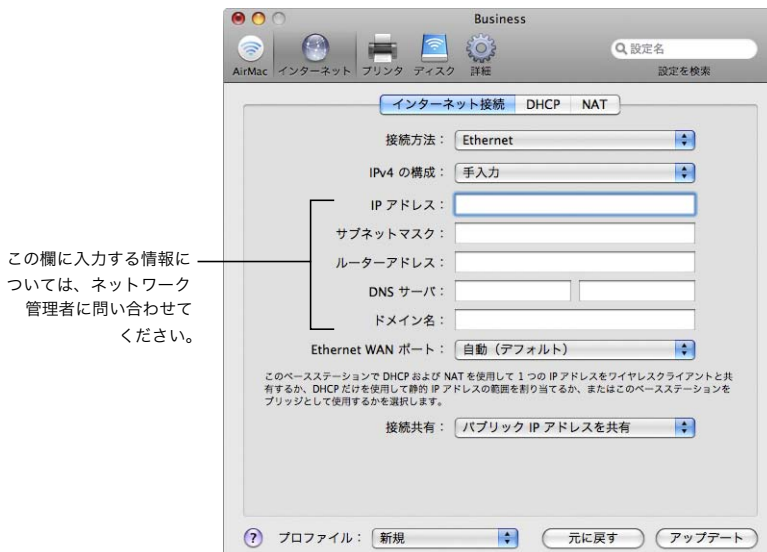 Business
AirMac インターネット プリンタ ディスク 詳細
設定名
設定を検索
インターネット接続 DHCP NAT
接続方法： Ethernet
IPv4 の構成： 手入力
IP アドレス：
サブネットマスク：
ルーターアドレス：
DNS サーバ：
ドメイン名：
この欄に入力する情報に
ついては、ネットワーク
管理者に問い合わせて
ください。
Ethernet WAN ポート： 自動（デフォルト）
このベースステーションで DHCP および NAT を使用して 1 つの IP アドレスをワイヤレスクライアントと共
有するか、DHCP だけを使用して静的 IP アドレスの範囲を割り当てるか、またはこのベースステーションを
ブリッジとして使用するかを選択します。
接続共有： パブリック IP アドレスを共有
? プロファイル： 新規 元に戻す アップデート